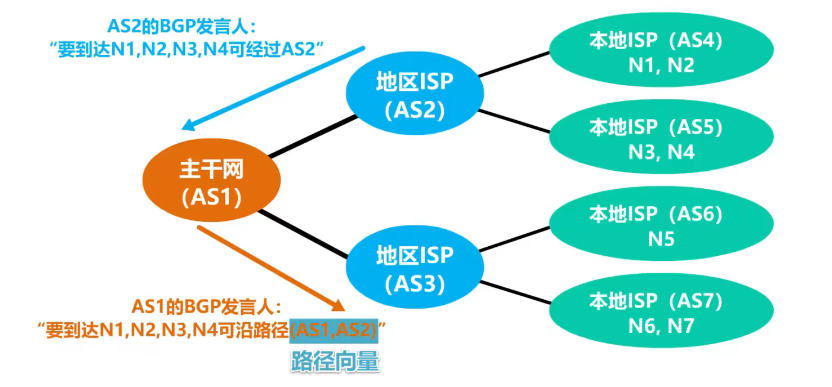 AS2的BGP发言人：
“要到达N1,N2,N3,N4可经过AS2”
地区ISP
（AS2）
本地ISP（AS4）
N1, N2
本地ISP（AS5）
N3, N4
主干网
（AS1）
地区ISP
（AS3）
本地ISP（AS6）
N5
本地ISP（AS7）
N6, N7
AS1的BGP发言人：
“要到达N1,N2,N3,N4可沿路径(AS1,AS2)”
路径向量